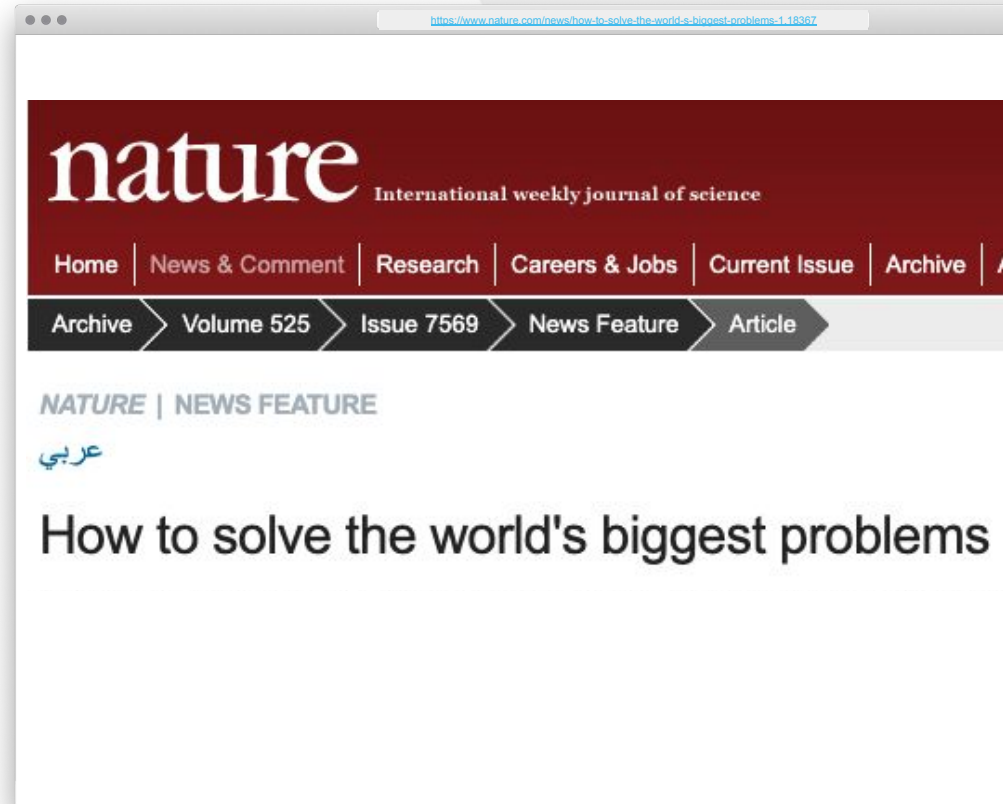 https://www.nature.com/news/how-to-solve-the-world-s-biggest-problems-1.18367
nature International weekly journal of science
Home News & Comment Research Careers & Jobs Current Issue Archive A
Archive Volume 525 Issue 7569 News Feature Article
NATURE | NEWS FEATURE
عربي
How to solve the world's biggest problems